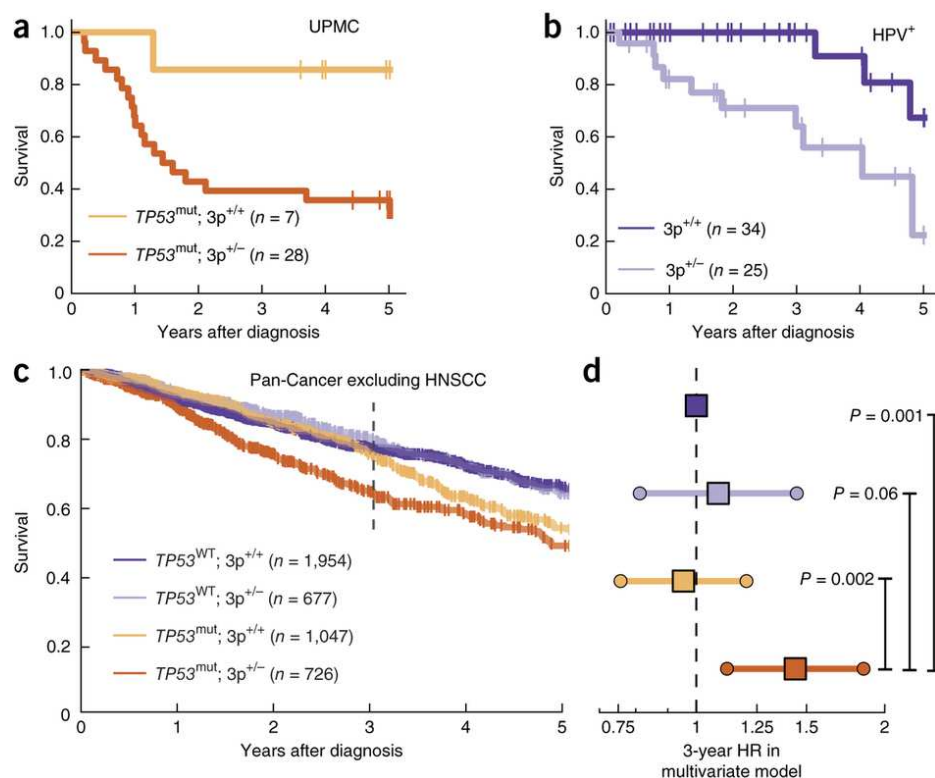 a
UPMC
1.0
0.8
0.6
0.4
0.2
0
Survival
TP53mut; 3p+/+ (n = 7)
TP53mut; 3p+/− (n = 28)
0 1 2 3 4 5
Years after diagnosis
b
HPV+
1.0
0.8
0.6
0.4
0.2
0
Survival
3p+/+ (n = 34)
3p+/− (n = 25)
0 1 2 3 4 5
Years after diagnosis
c
Pan-Cancer excluding HNSCC
1.0
0.8
0.6
0.4
0.2
0
Survival
TP53WT; 3p+/+ (n = 1,954)
TP53WT; 3p+/− (n = 677)
TP53mut; 3p+/+ (n = 1,047)
TP53mut; 3p+/− (n = 726)
0 1 2 3 4 5
Years after diagnosis
d
P = 0.001
P = 0.06
P = 0.002
0.75 1 1.25 1.5 2
3-year HR in
multivariate model